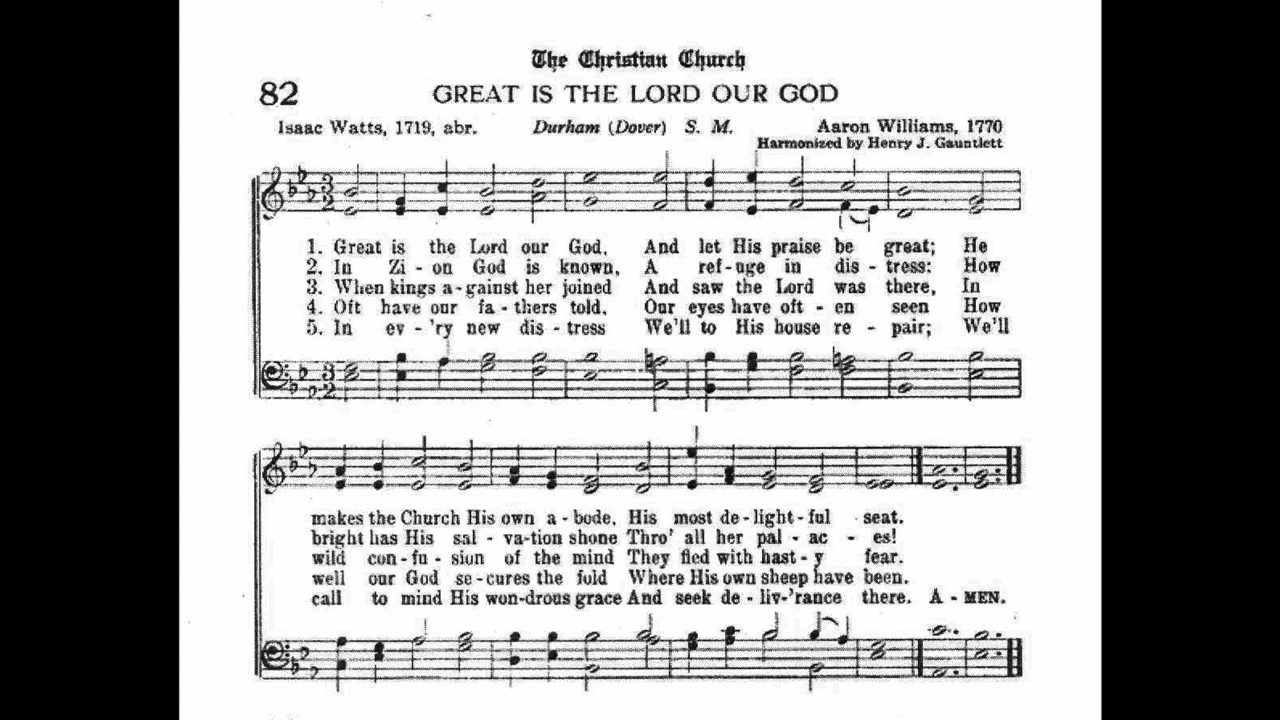 The Christian Church
82 GREAT IS THE LORD OUR GOD
Isaac Watts, 1719, abr. Durham (Dover) S. M. Aaron Williams, 1770
Harmonized by Henry J. Gauntlett
1. Great is the Lord our God, And let His praise be great; He
2. In Zi - on God is known, A ref - uge in dis - tress: How
3. When kings a - gainst her joined And saw the Lord was there, In
4. Oft have our fa - thers told, Our eyes have oft - en seen How
5. In ev - 'ry new dis - tress We'll to His house re - pair; We'll
makes the Church His own a - bode, His most de - light - ful seat.
bright has His sal - va - tion shone Thro' all her pal - ac - es!
wild con - fu - sion of the mind They fled with hast - y fear.
well our God se - cures the fold Where His own sheep have been.
call to mind His won - drous grace And seek de - liv - 'rance there. A - MEN.